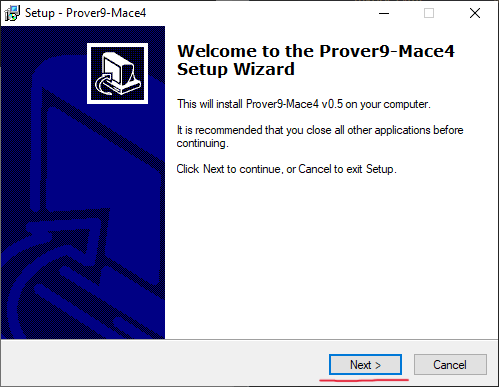 Setup - Prover9-Mace4
Welcome to the Prover9-Mace4
Setup Wizard
This will install Prover9-Mace4 v0.5 on your computer.
It is recommended that you close all other applications before
continuing.
Click Next to continue, or Cancel to exit Setup.
Next >
Cancel